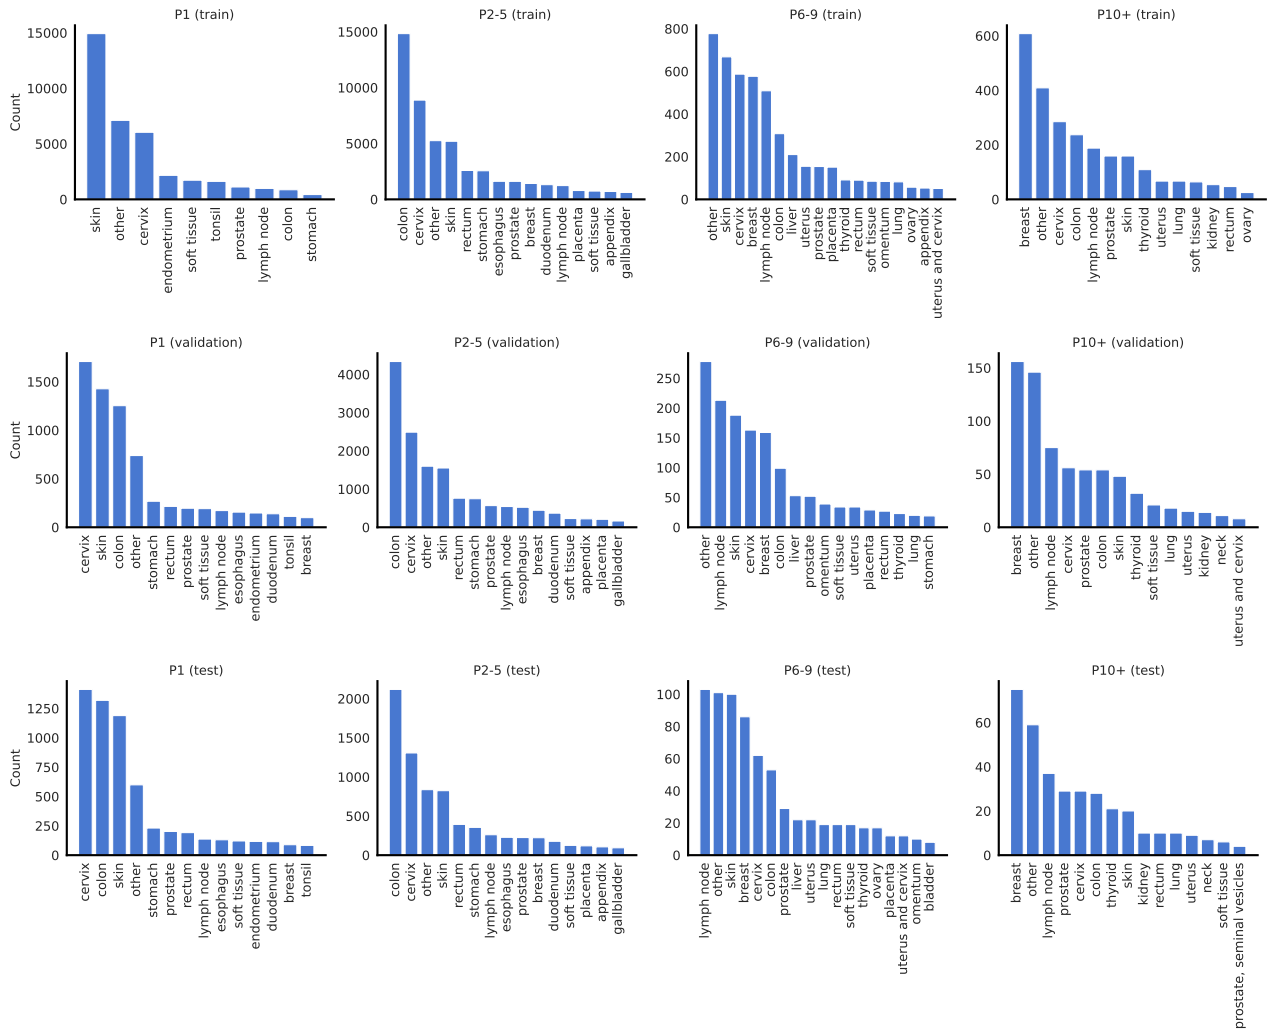 P1 (train)
P2-5 (train)
P6-9 (train)
P10+ (train)
Count
15000
10000
5000
0
skin
other
cervix
endometrium
soft tissue
tonsil
prostate
lymph node
colon
stomach
15000
10000
5000
0
colon
cervix
other
skin
rectum
stomach
esophagus
prostate
breast
duodenum
lymph node
placenta
soft tissue
appendix
gallbladder
800
600
400
200
0
other
skin
cervix
breast
lymph node
colon
liver
uterus
prostate
placenta
thyroid
rectum
soft tissue
omentum
lung
ovary
appendix
uterus and cervix
600
400
200
0
breast
other
cervix
colon
lymph node
prostate
skin
thyroid
uterus
lung
soft tissue
kidney
rectum
ovary
P1 (validation)
P2-5 (validation)
P6-9 (validation)
P10+ (validation)
Count
1500
1000
500
0
cervix
skin
colon
other
stomach
rectum
prostate
soft tissue
lymph node
esophagus
endometrium
duodenum
tonsil
breast
4000
3000
2000
1000
0
colon
cervix
other
skin
rectum
stomach
prostate
lymph node
esophagus
breast
duodenum
soft tissue
appendix
placenta
gallbladder
250
200
150
100
50
0
other
lymph node
skin
cervix
breast
colon
liver
prostate
omentum
soft tissue
uterus
placenta
rectum
thyroid
lung
stomach
150
100
50
0
breast
other
lymph node
cervix
prostate
colon
skin
thyroid
soft tissue
lung
uterus
kidney
neck
uterus and cervix
P1 (test)
P2-5 (test)
P6-9 (test)
P10+ (test)
Count
1250
1000
750
500
250
0
cervix
colon
skin
other
stomach
prostate
rectum
lymph node
esophagus
soft tissue
endometrium
duodenum
breast
tonsil
2000
1500
1000
500
0
colon
cervix
other
skin
rectum
stomach
lymph node
esophagus
prostate
breast
duodenum
soft tissue
placenta
appendix
gallbladder
100
80
60
40
20
0
lymph node
other
skin
breast
cervix
colon
prostate
liver
uterus
lung
rectum
soft tissue
thyroid
ovary
placenta
uterus and cervix
omentum
bladder
60
40
20
0
breast
other
lymph node
prostate
cervix
colon
thyroid
skin
kidney
rectum
lung
uterus
neck
soft tissue
prostate, seminal vesicles